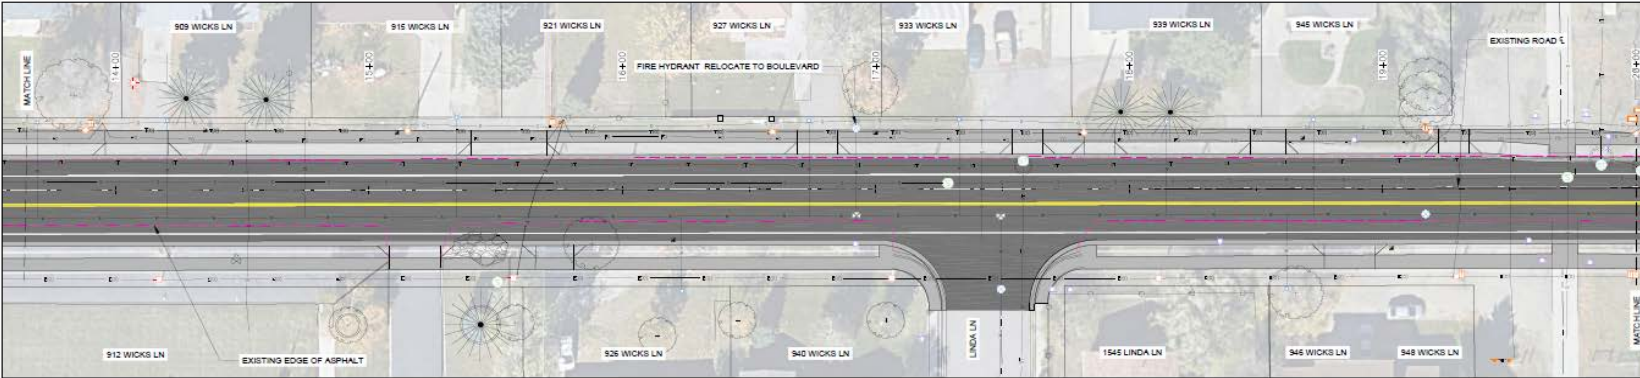 909 WICKS LN
915 WICKS LN
921 WICKS LN
927 WICKS LN
933 WICKS LN
939 WICKS LN
945 WICKS LN
EXISTING ROAD ℄
MATCH LINE
14+00
15+00
16+00
FIRE HYDRANT RELOCATE TO BOULEVARD
17+00
18+00
19+00
20+00
912 WICKS LN
EXISTING EDGE OF ASPHALT
926 WICKS LN
940 WICKS LN
LINDA LN
1545 LINDA LN
946 WICKS LN
948 WICKS LN
MATCH LINE